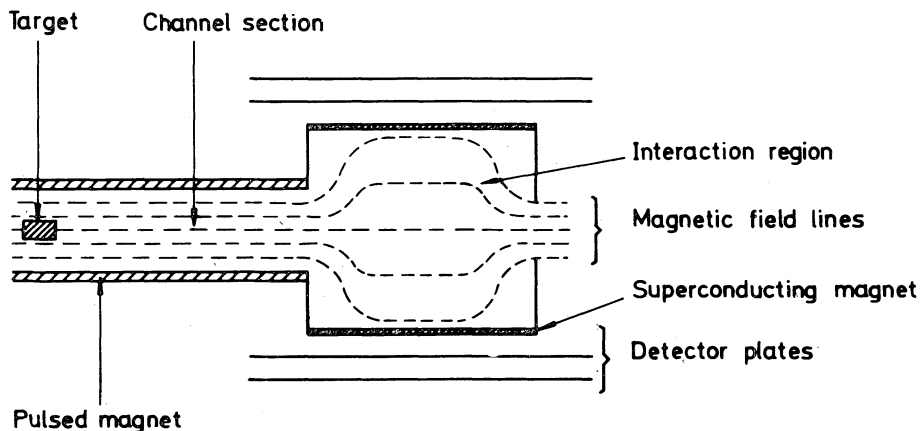 Target
Channel section
Interaction region
Magnetic field lines
Superconducting magnet
Detector plates
Pulsed magnet